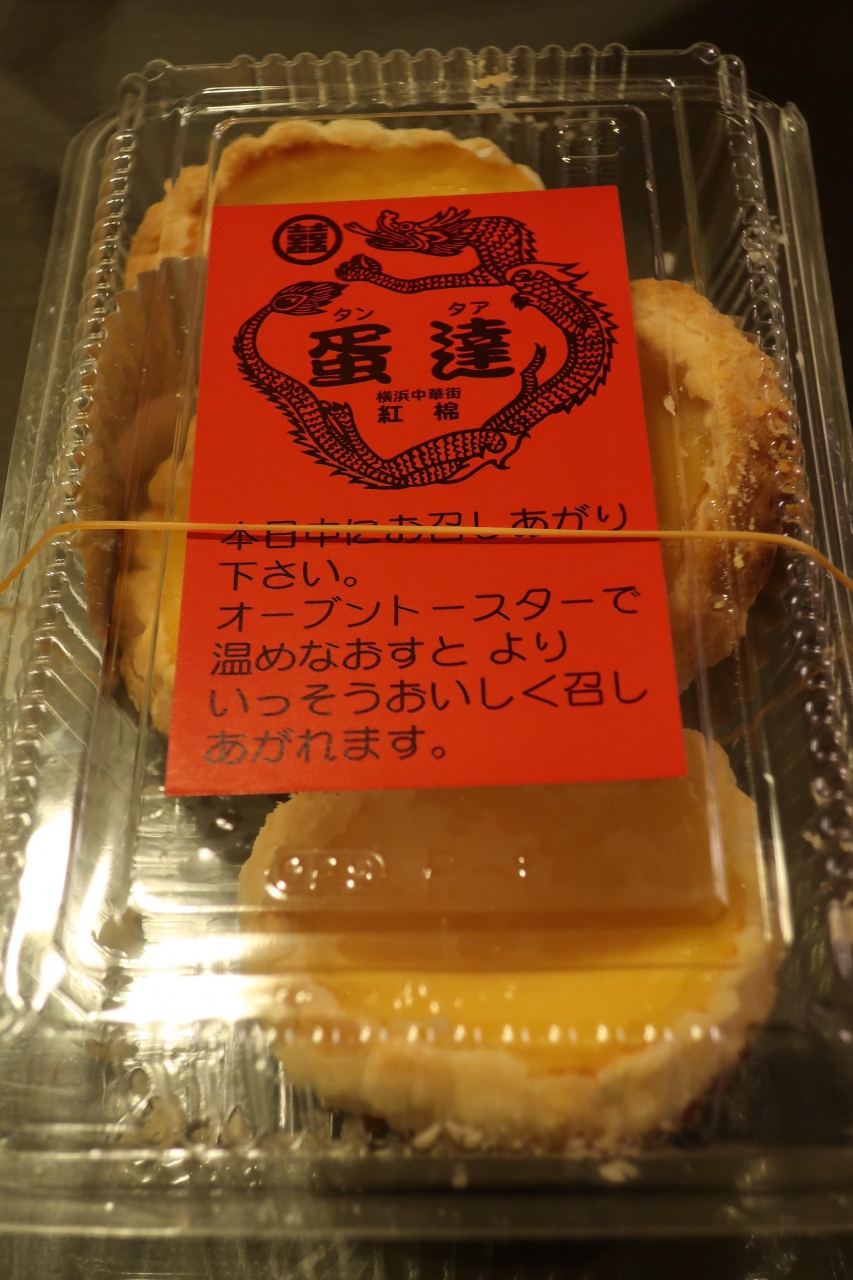 囍
タン タア
蛋 達
横浜中華街
紅 棉
本日中にお召しあがり
下さい。
オーブントースターで
温めなおすと より
いっそうおいしく召し
あがれます。